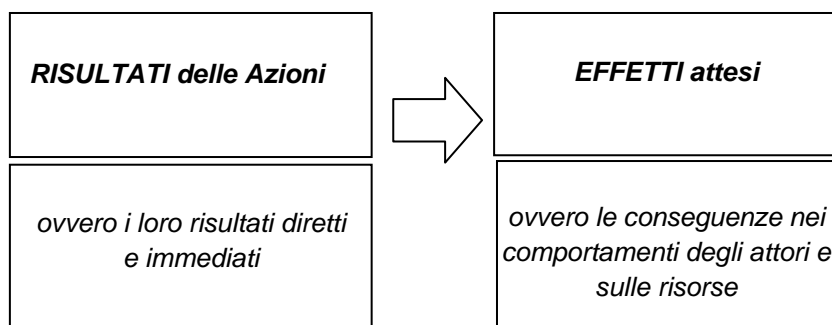 RISULTATI delle Azioni
ovvero i loro risultati diretti
e immediati
EFFETTI attesi
ovvero le conseguenze nei
comportamenti degli attori e
sulle risorse